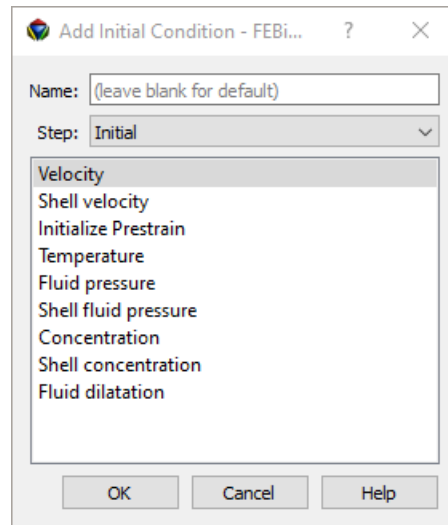 Add Initial Condition - FEBi... ?
Name: (leave blank for default)
Step: Initial
Velocity
Shell velocity
Initialize Prestrain
Temperature
Fluid pressure
Shell fluid pressure
Concentration
Shell concentration
Fluid dilatation
OK Cancel Help